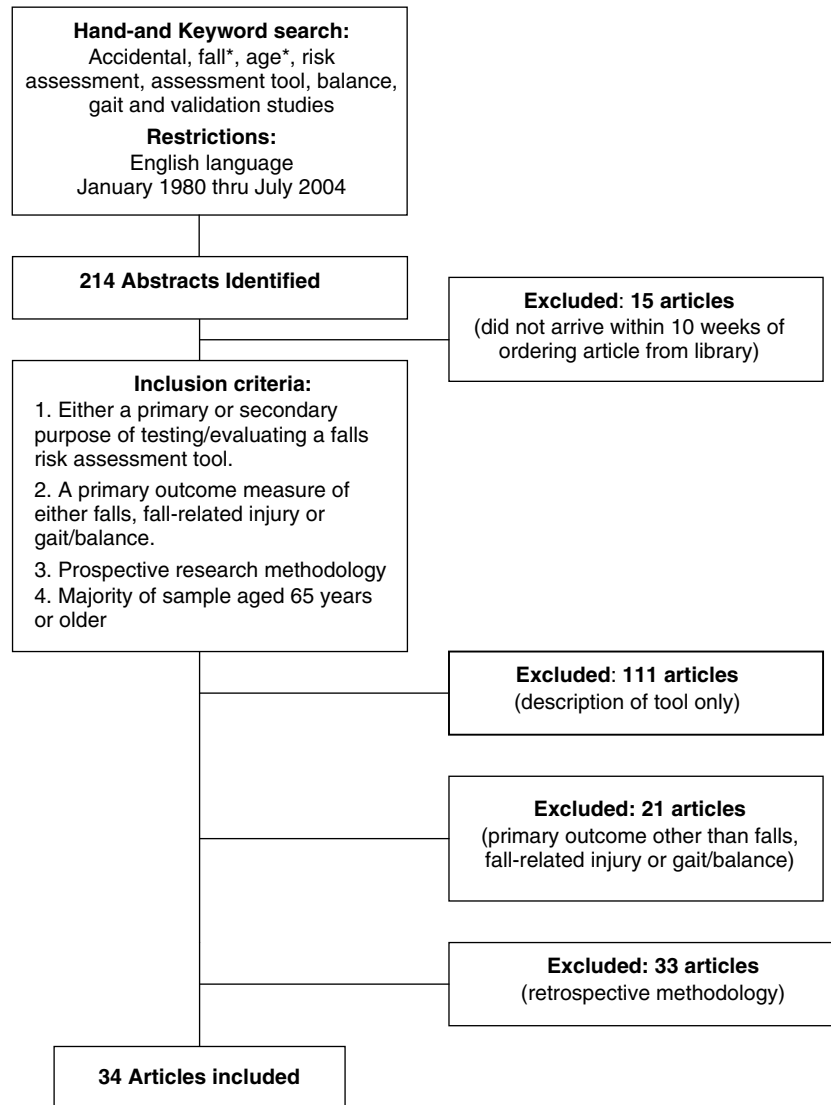 Hand-and Keyword search:
Accidental, fall*, age*, risk
assessment, assessment tool, balance,
gait and validation studies
Restrictions:
English language
January 1980 thru July 2004
214 Abstracts Identified
Excluded: 15 articles
(did not arrive within 10 weeks of
ordering article from library)
Inclusion criteria:
1. Either a primary or secondary
purpose of testing/evaluating a falls
risk assessment tool.
2. A primary outcome measure of
either falls, fall-related injury or
gait/balance.
3. Prospective research methodology
4. Majority of sample aged 65 years
or older
Excluded: 111 articles
(description of tool only)
Excluded: 21 articles
(primary outcome other than falls,
fall-related injury or gait/balance)
Excluded: 33 articles
(retrospective methodology)
34 Articles included